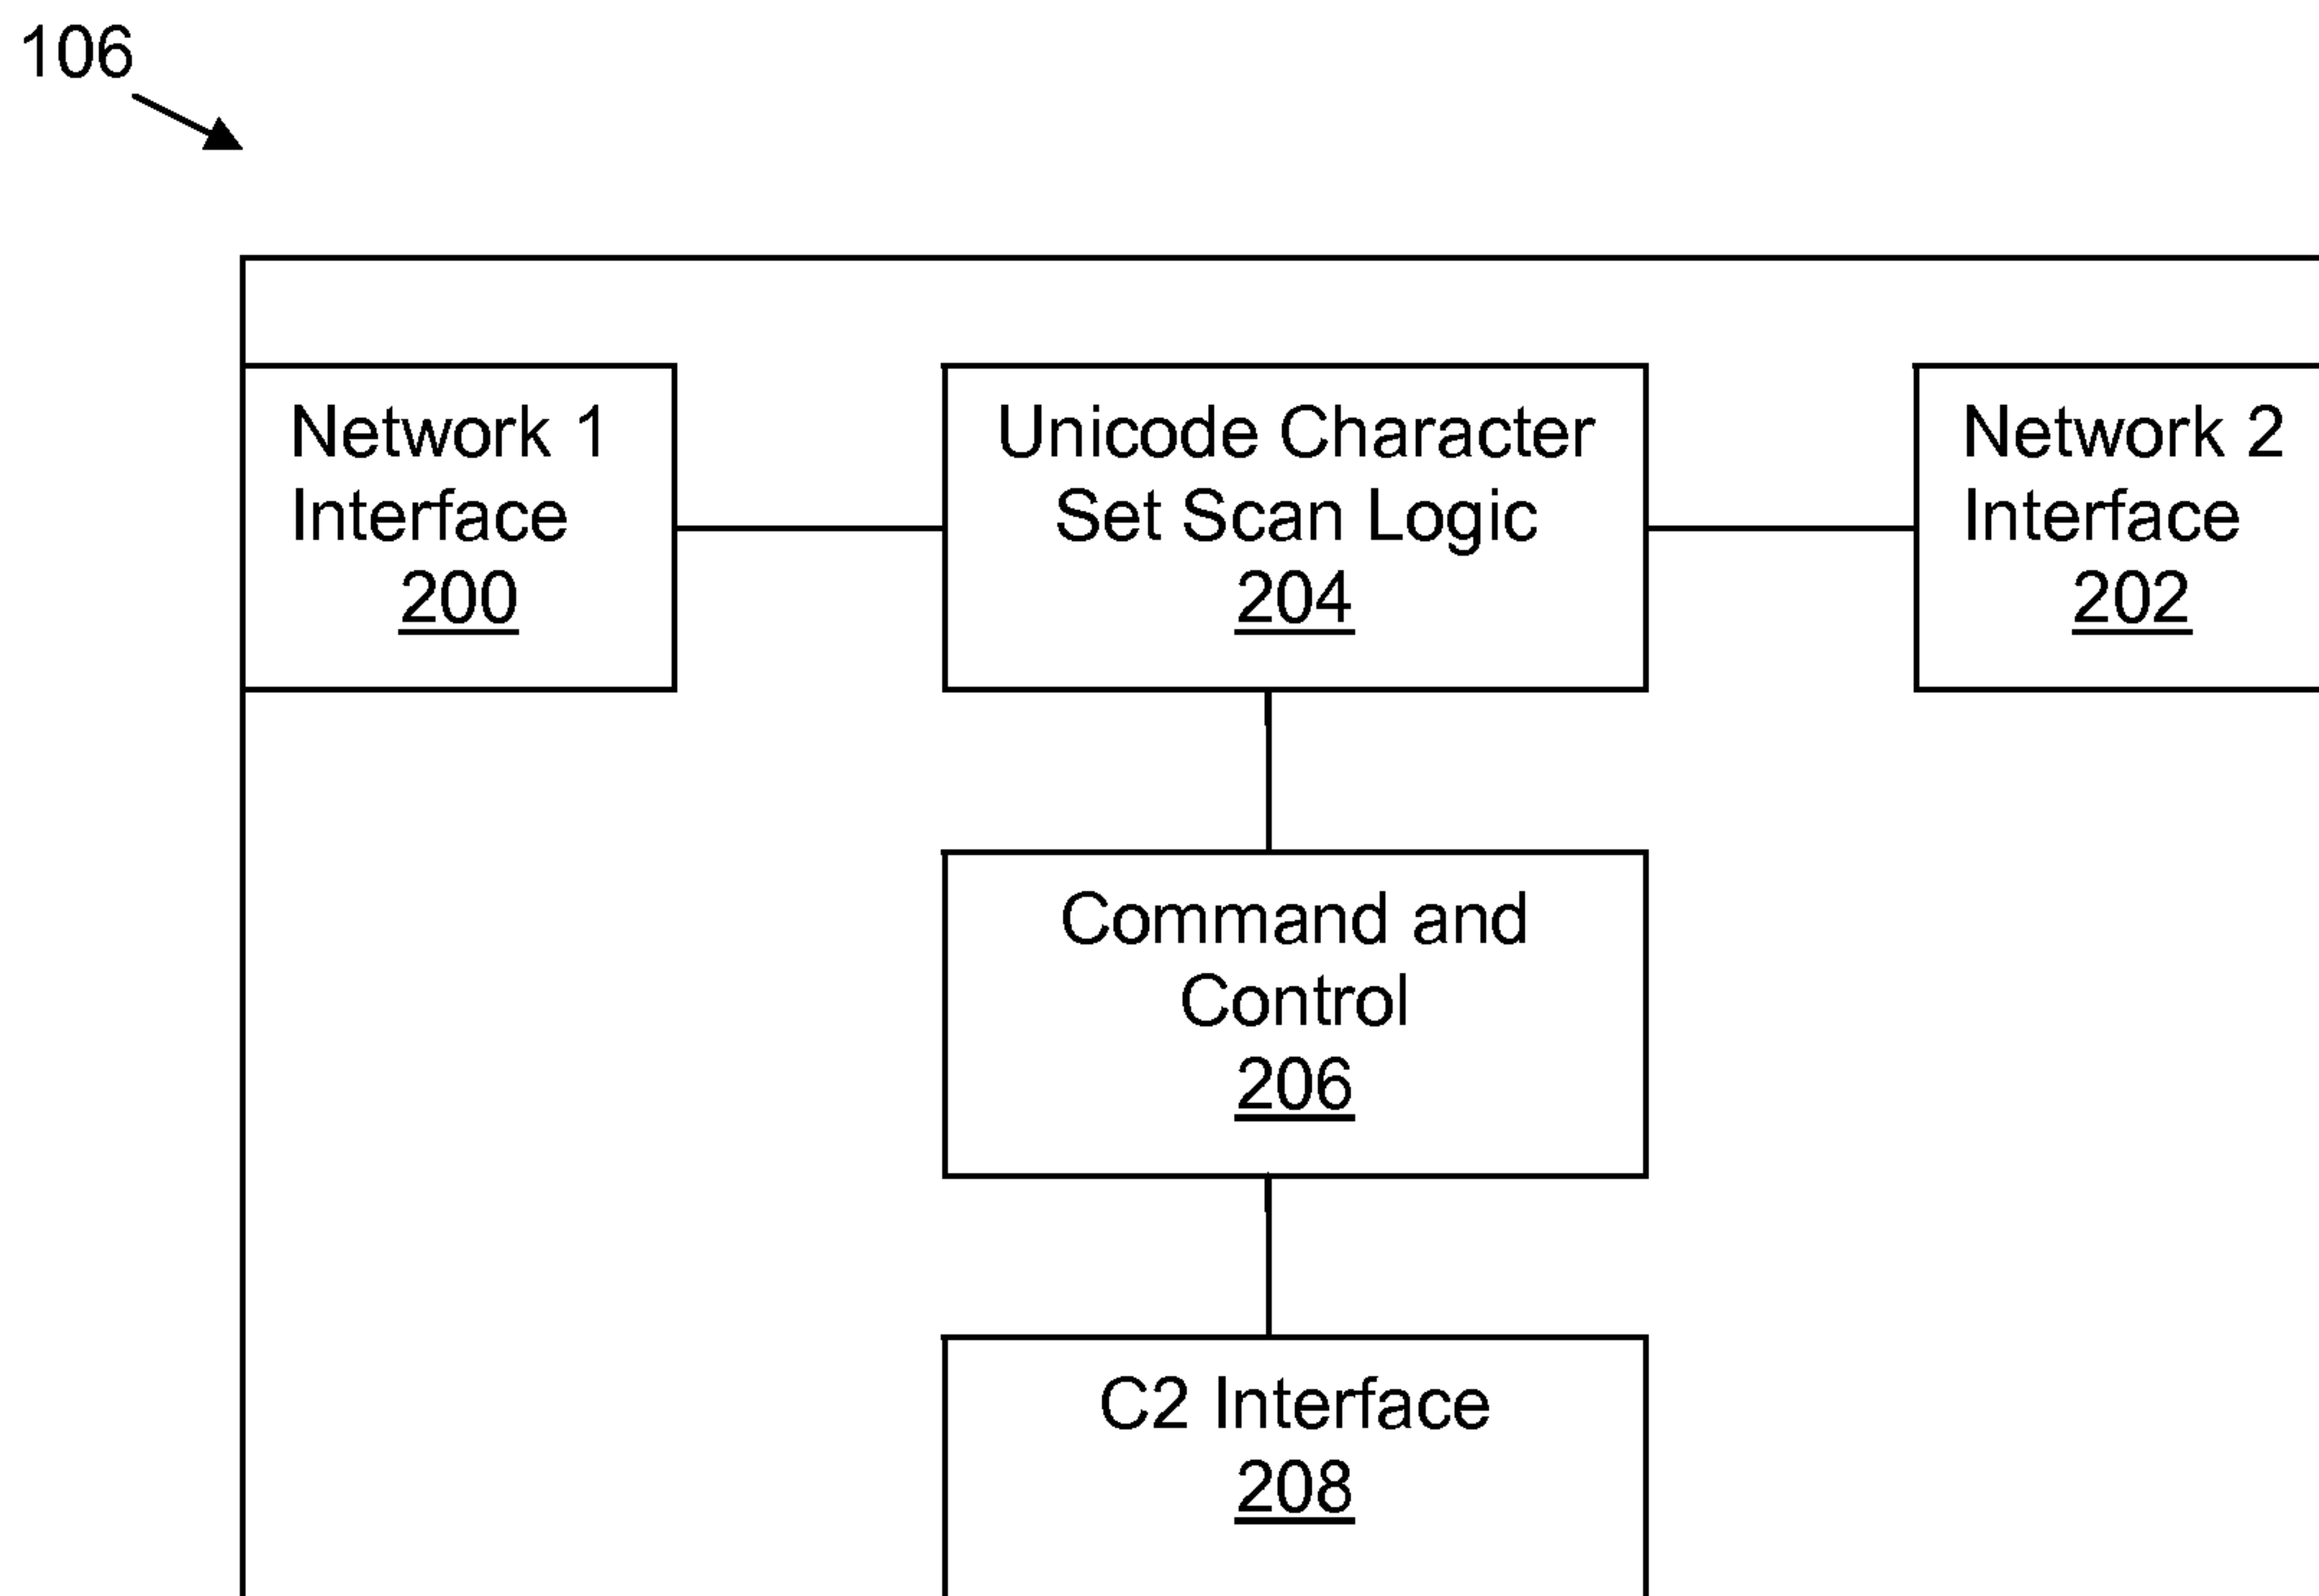 106
Network 1
Interface
200
Unicode Character
Set Scan Logic
204
Network 2
Interface
202
Command and
Control
206
C2 Interface
208